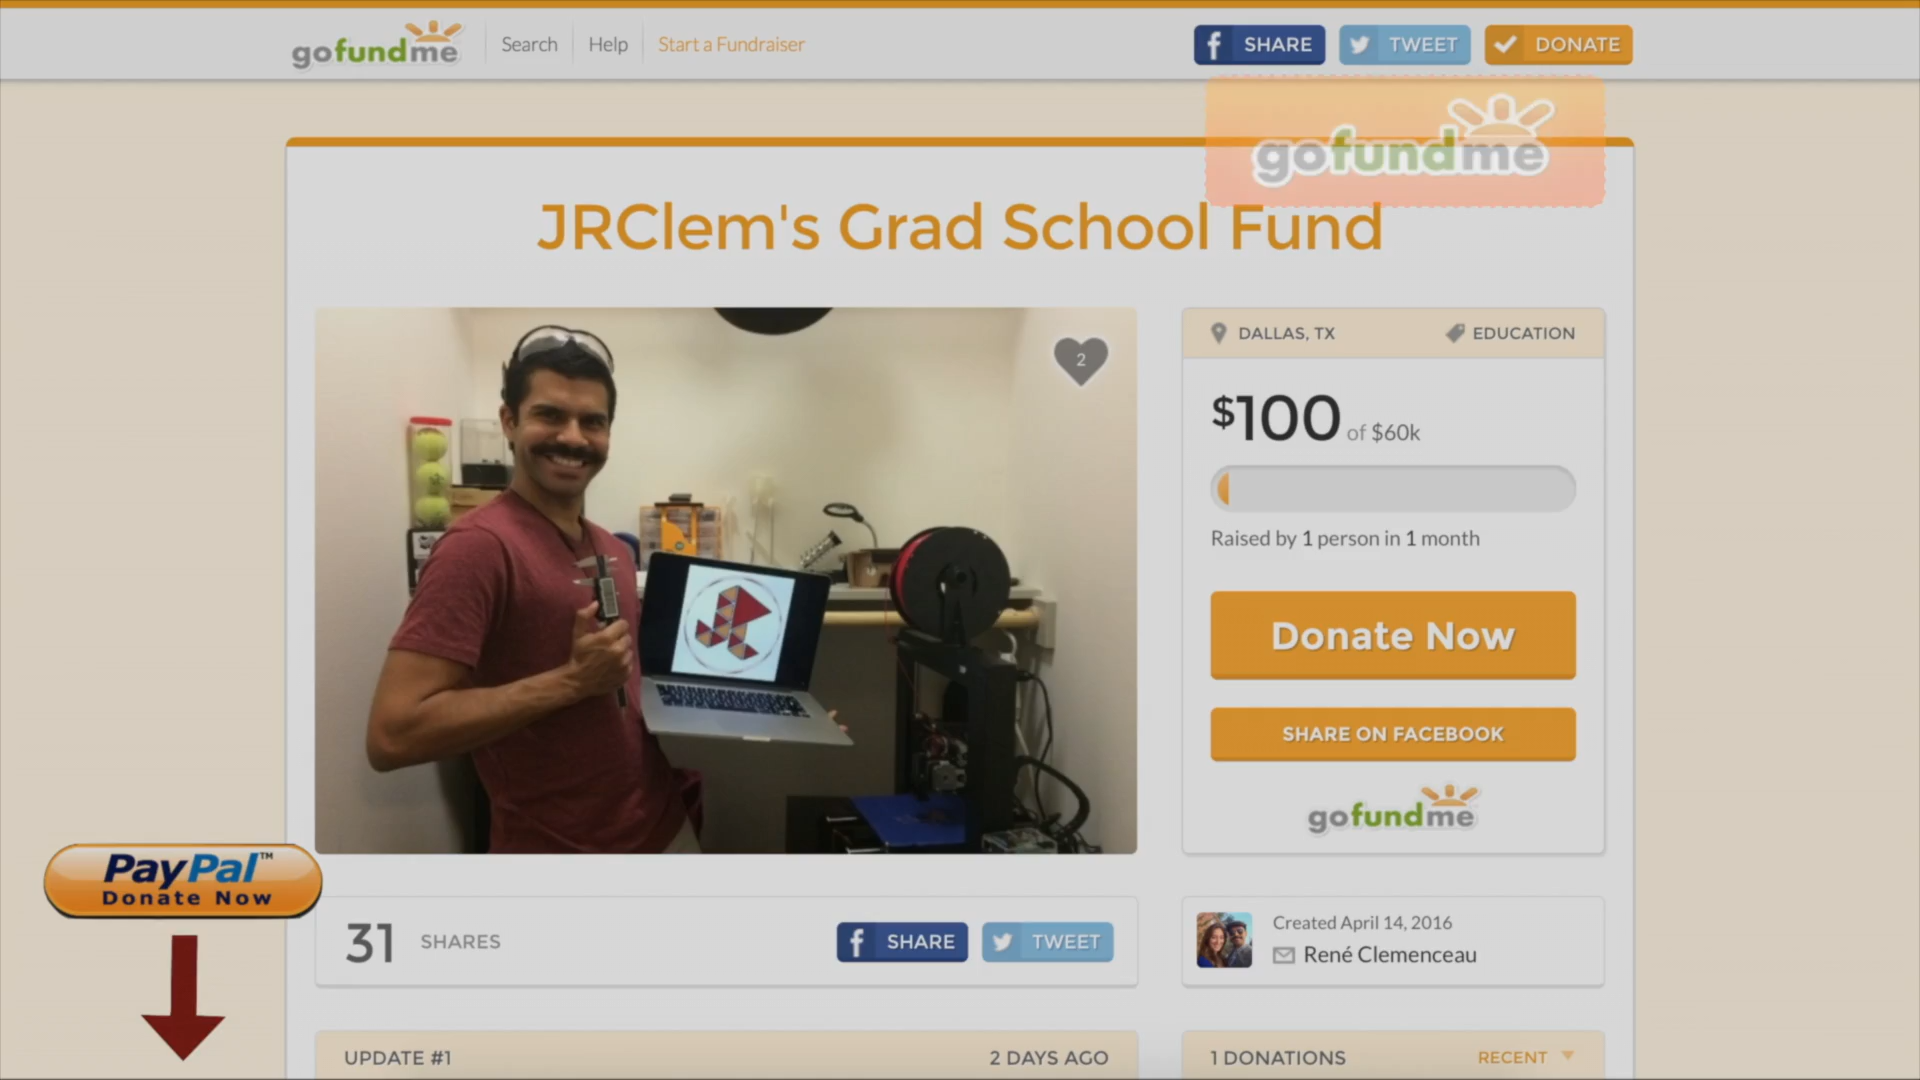 gofundme
Search
Help
Start a Fundraiser
SHARE
TWEET
DONATE
gofundme
JRClem's Grad School Fund
2
DALLAS, TX
EDUCATION
$100 of $60k
Raised by 1 person in 1 month
Donate Now
SHARE ON FACEBOOK
gofundme
PayPal™
Donate Now
31 SHARES
SHARE
TWEET
Created April 14, 2016
René Clemenceau
UPDATE #1
2 DAYS AGO
1 DONATIONS
RECENT